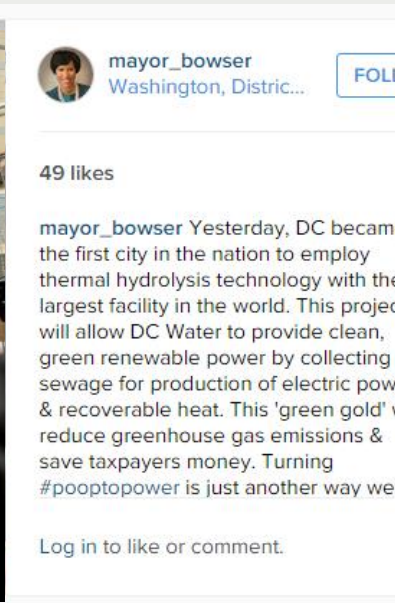 mayor_bowser
Washington, Distric...
FOLL
49 likes
mayor_bowser Yesterday, DC becam
the first city in the nation to employ
thermal hydrolysis technology with the
largest facility in the world. This projec
will allow DC Water to provide clean,
green renewable power by collecting
sewage for production of electric pow
& recoverable heat. This 'green gold'
reduce greenhouse gas emissions &
save taxpayers money. Turning
#pooptopower is just another way we
Log in to like or comment.